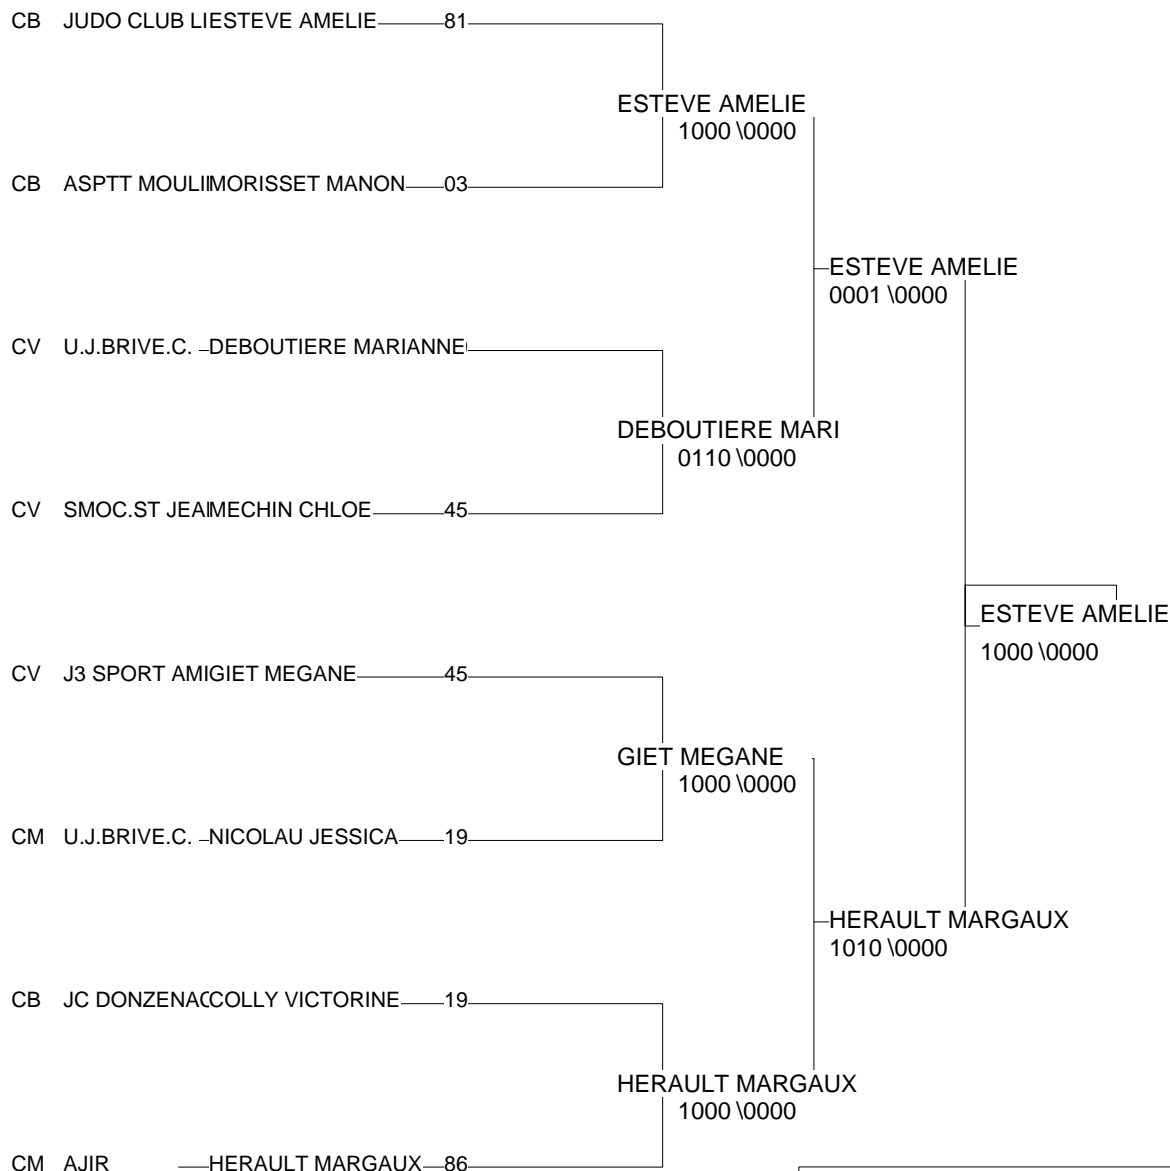 CB JUDO CLUB LIESTEVE AMELIE 81
ESTEVE AMELIE
1000 \0000
CB ASPTT MOULIMORISSET MANON 03
ESTEVE AMELIE
0001 \0000
CV U.J.BRIVE.C. DEBOUTIERE MARIANNE
DEBOUTIERE MARI
0110 \0000
CV SMOC.ST JEAMECHIN CHLOE 45
ESTEVE AMELIE
1000 \0000
CV J3 SPORT AMIGIET MEGANE 45
GIET MEGANE
1000 \0000
CM U.J.BRIVE.C. NICOLAU JESSICA 19
HERAULT MARGAUX
1010 \0000
CB JC DONZENACCOLLY VICTORINE 19
HERAULT MARGAUX
1000 \0000
CM AJIR HERAULT MARGAUX 86